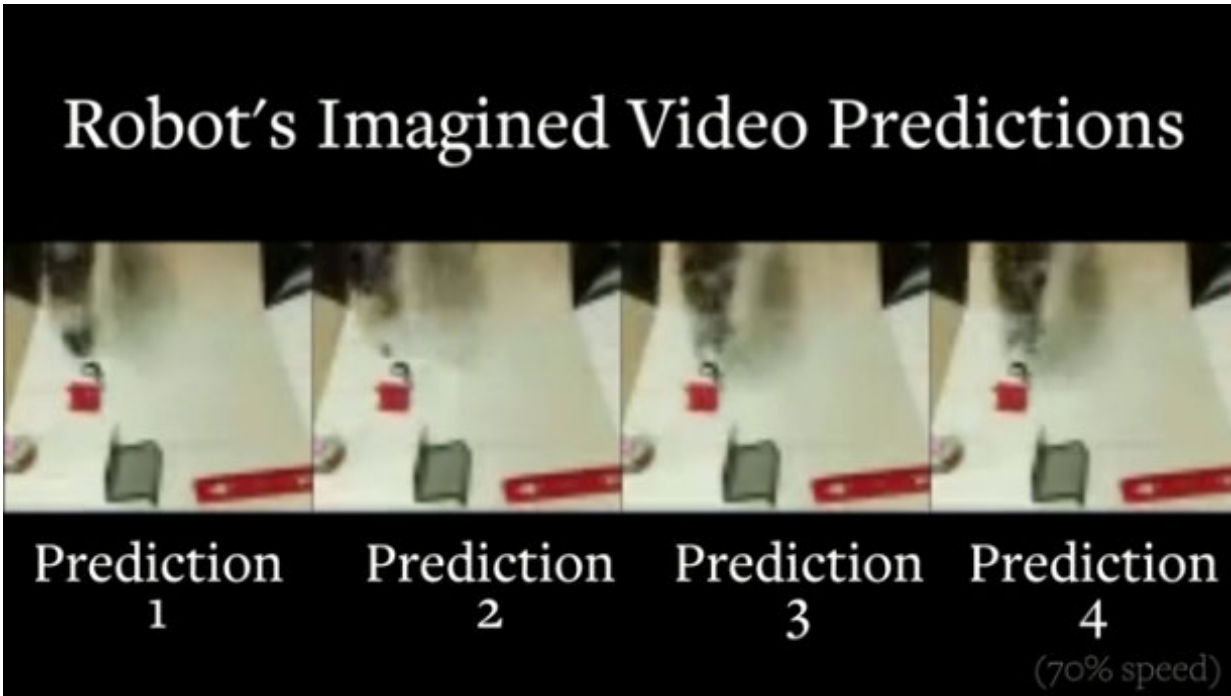 Robot's Imagined Video Predictions
Prediction
1
Prediction
2
Prediction
3
Prediction
4
(70% speed)